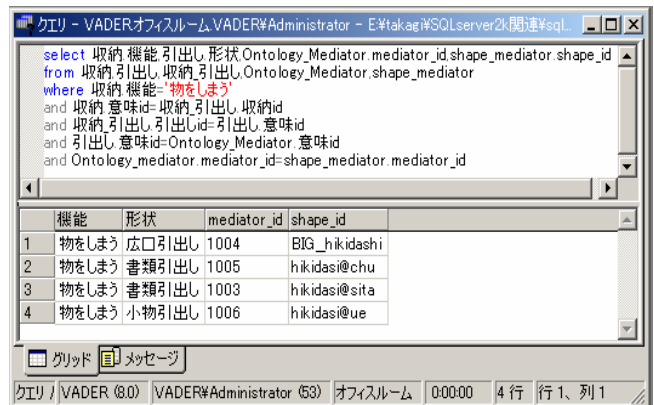 クエリ - VADER.オフィスルーム.VADER¥Administrator - E:¥takagi¥SQLserver2k関連¥sql...
select 収納.機能,引出し.形状,Ontology_Mediator.mediator_id,shape_mediator.shape_id
from 収納,引出し,収納_引出し,Ontology_Mediator,shape_mediator
where 収納.機能='物をしまう'
and 収納.意味id=収納_引出し.収納id
and 収納_引出し.引出しid=引出し.意味id
and 引出し.意味id=Ontology_Mediator.意味id
and Ontology_mediator.mediator_id=shape_mediator.mediator_id
機能 形状 mediator_id shape_id
1 物をしまう 広口引出し 1004 BIG_hikidashi
2 物をしまう 書類引出し 1005 hikidasi@chu
3 物をしまう 書類引出し 1003 hikidasi@sita
4 物をしまう 小物引出し 1006 hikidasi@ue
グリッド メッセージ
クエリ VADER (8.0) VADER¥Administrator (53) オフィスルーム 0:00:00 4 行 行 1、列 1